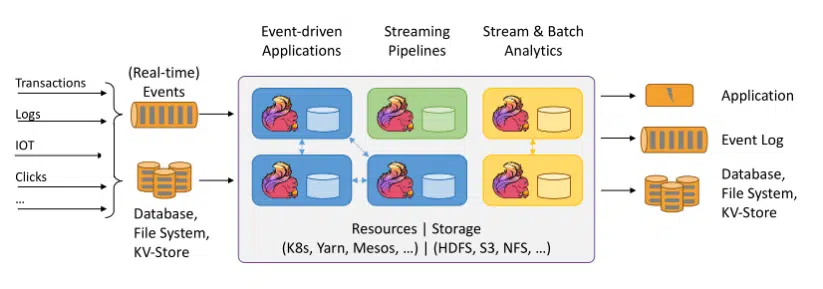 Event-driven
Applications
Streaming
Pipelines
Stream & Batch
Analytics
Transactions
Logs
IOT
Clicks
...
(Real-time)
Events
Database,
File System,
KV-Store
Resources | Storage
(K8s, Yarn, Mesos, ...) | (HDFS, S3, NFS, ...)
Application
Event Log
Database,
File System,
KV-Store